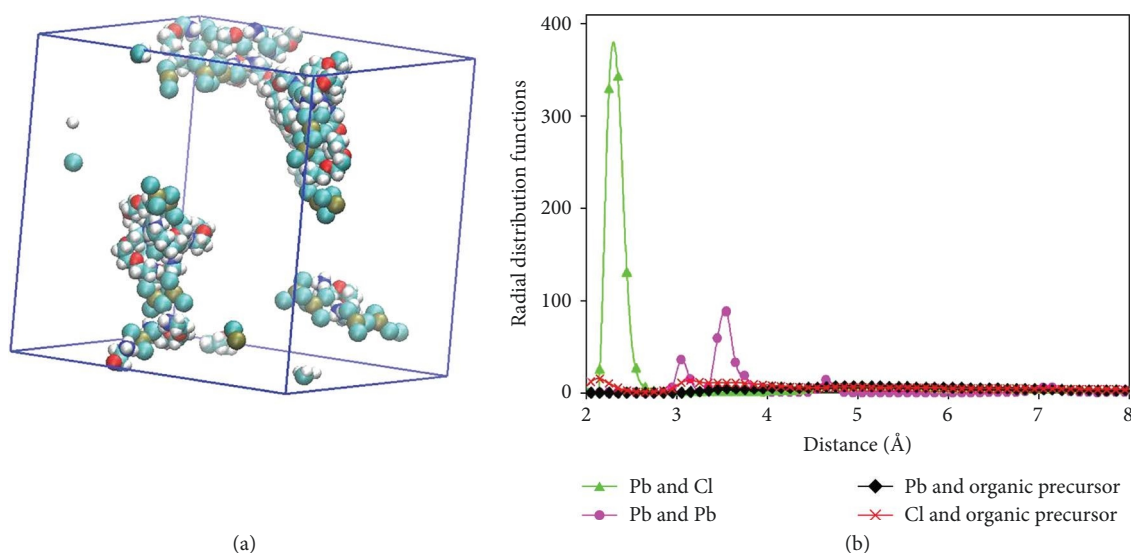 Radial distribution functions
400
300
200
100
0
2 3 4 5 6 7 8
Distance (Å)
Pb and Cl
Pb and organic precursor
Pb and Pb
Cl and organic precursor
(a)
(b)